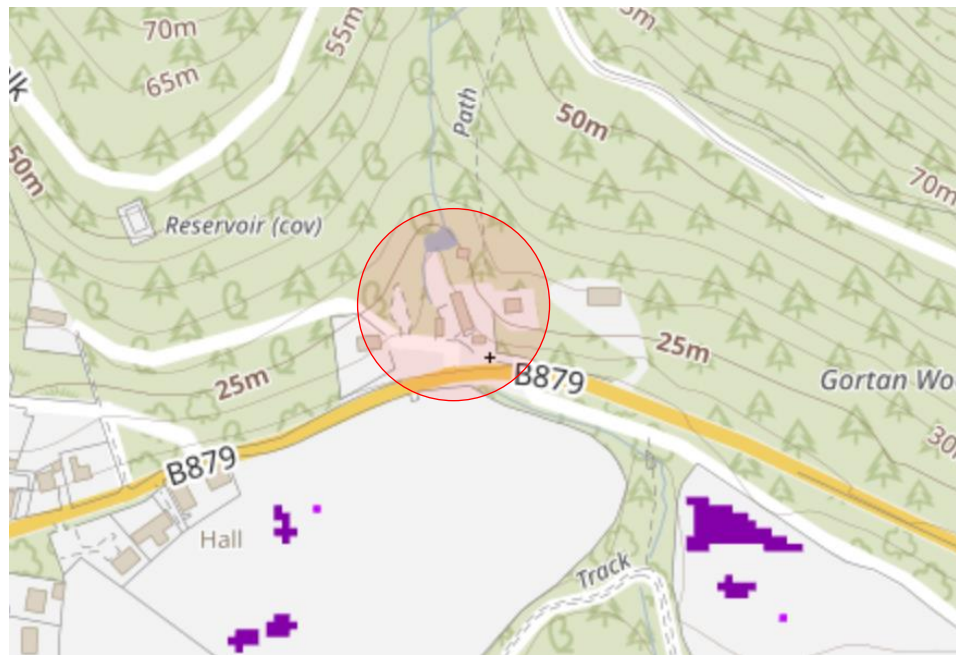 70m
65m
55m
50m
Path
50m
70m
Reservoir (cov)
25m
25m
B879
Gortan Wo
B879
30
Hall
Track